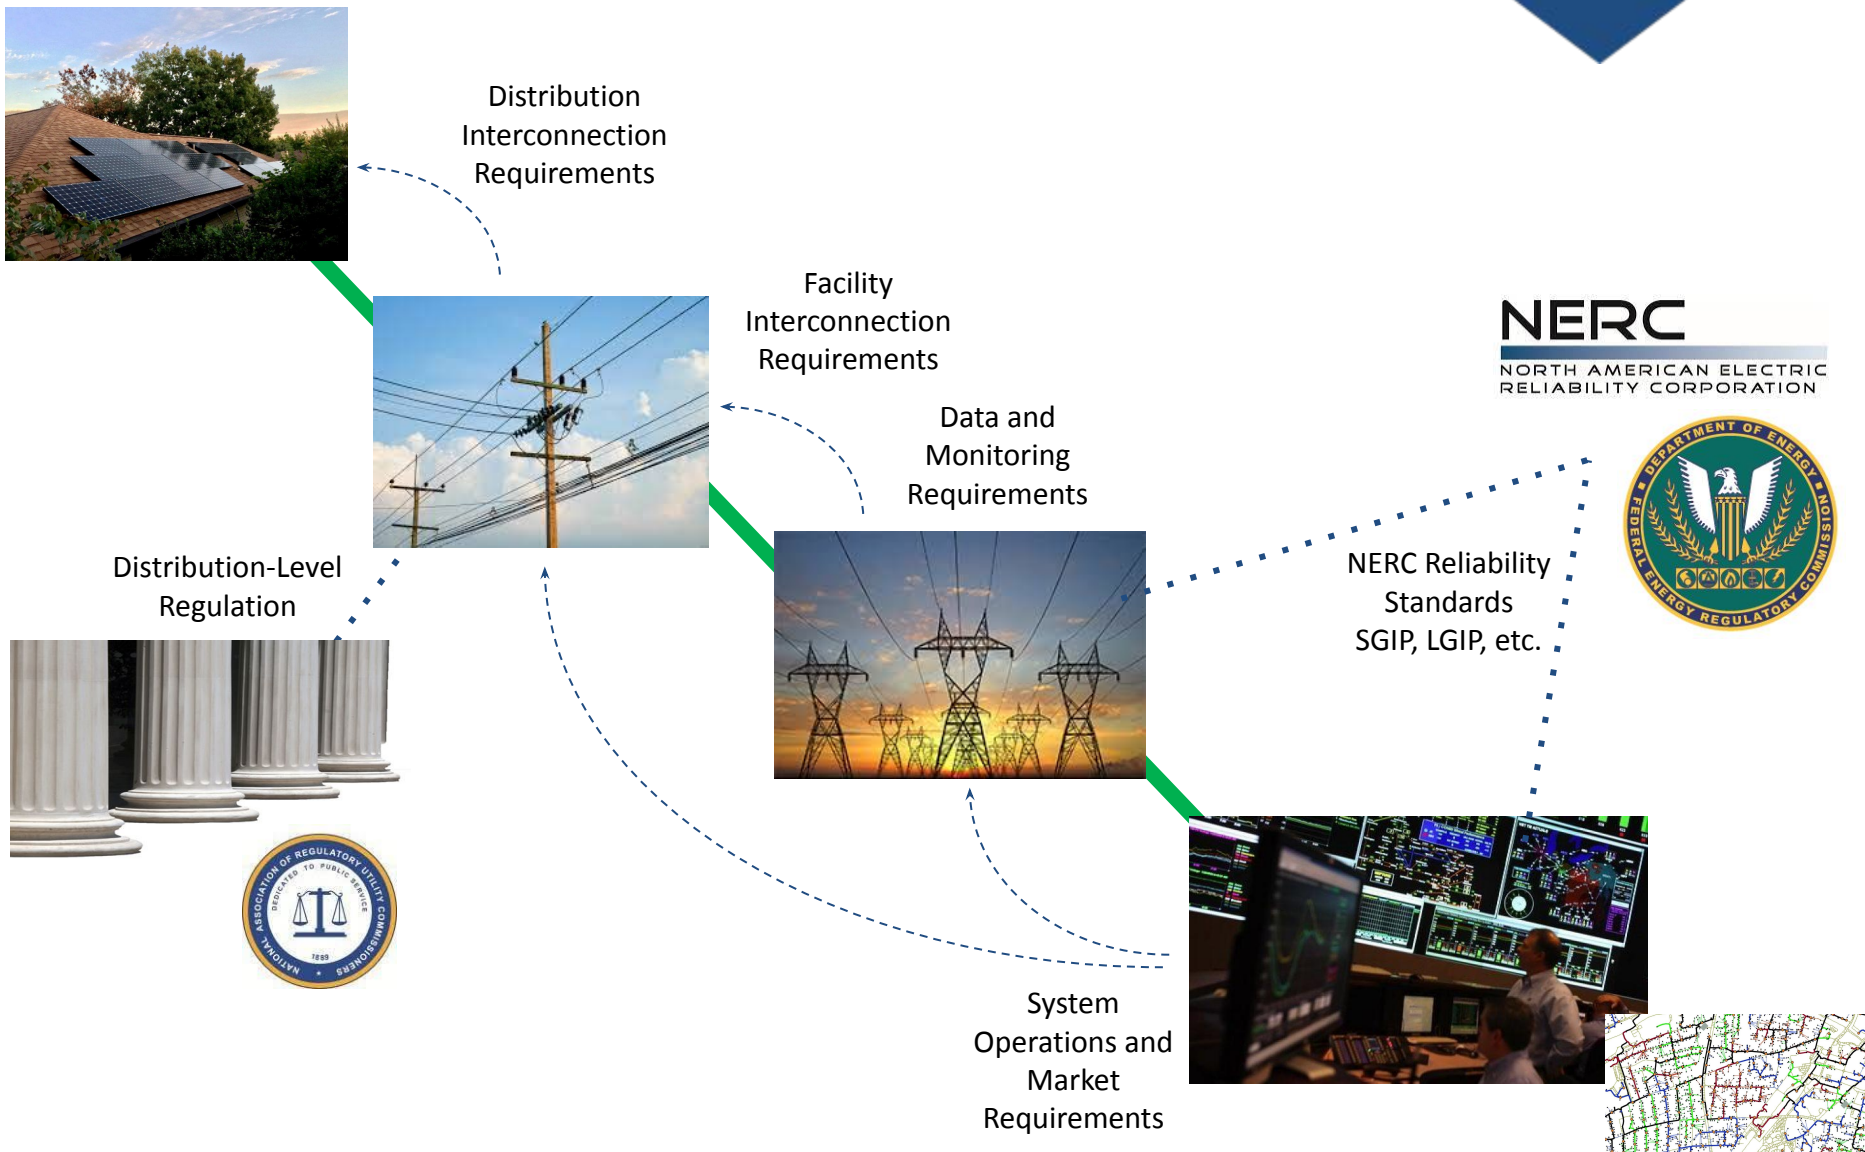 Distribution
Interconnection
Requirements
Facility
Interconnection
Requirements
NERC
NORTH AMERICAN ELECTRIC
RELIABILITY CORPORATION
Data and
Monitoring
Requirements
DEPARTMENT OF ENERGY
FEDERAL ENERGY REGULATORY COMMISSION
NERC Reliability
Standards
SGIP, LGIP, etc.
Distribution-Level
Regulation
NATIONAL ASSOCIATION OF REGULATORY UTILITY COMMISSIONERS
DEDICATED TO PUBLIC SERVICE
1889
System
Operations and
Market
Requirements